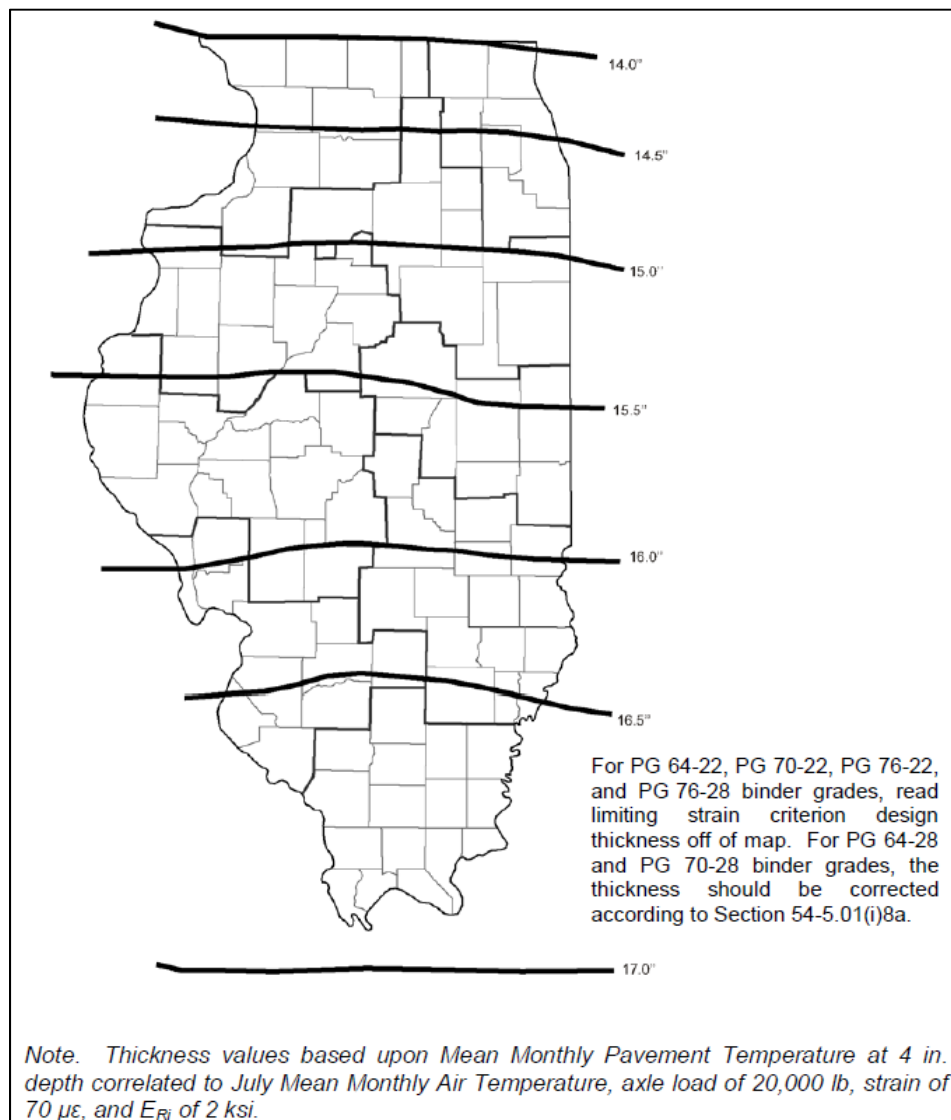 14.0"
14.5"
15.0"
15.5"
16.0"
16.5"
For PG 64-22, PG 70-22, PG 76-22,
and PG 76-28 binder grades, read
limiting strain criterion design
thickness off of map. For PG 64-28
and PG 70-28 binder grades, the
thickness should be corrected
according to Section 54-5.01(i)8a.
17.0"
Note. Thickness values based upon Mean Monthly Pavement Temperature at 4 in.
depth correlated to July Mean Monthly Air Temperature, axle load of 20,000 lb, strain of
70 µε, and ERi of 2 ksi.